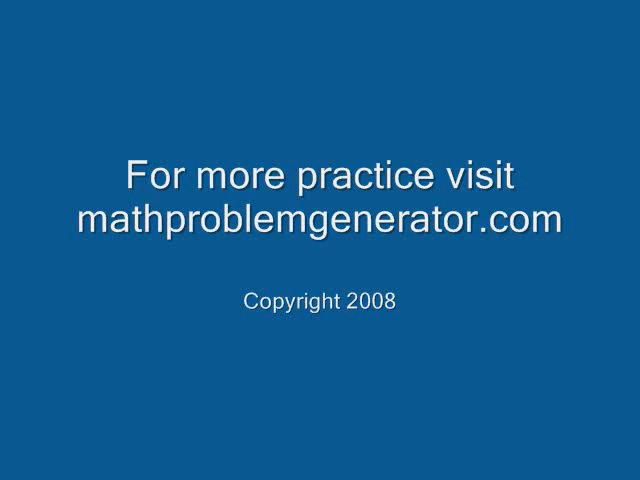 For more practice visit
mathproblemgenerator.com
Copyright 2008